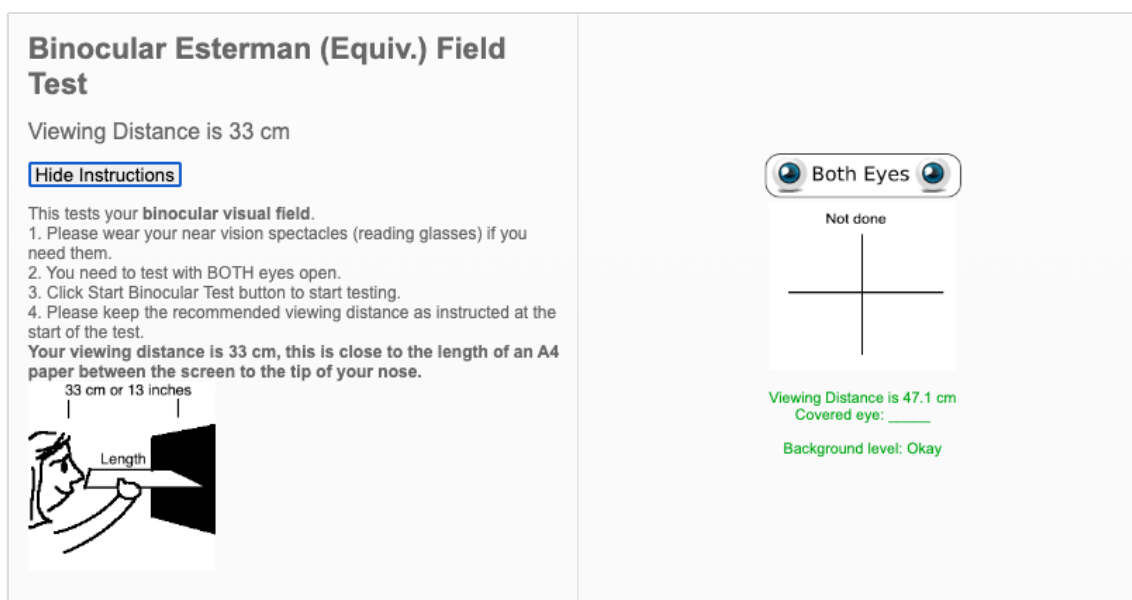 Binocular Esterman (Equiv.) Field
Test
Viewing Distance is 33 cm
Hide Instructions
This tests your binocular visual field.
1. Please wear your near vision spectacles (reading glasses) if you
need them.
2. You need to test with BOTH eyes open.
3. Click Start Binocular Test button to start testing.
4. Please keep the recommended viewing distance as instructed at the
start of the test.
Your viewing distance is 33 cm, this is close to the length of an A4
paper between the screen to the tip of your nose.
33 cm or 13 inches
Length
Both Eyes
Not done
Viewing Distance is 47.1 cm
Covered eye: _____
Background level: Okay